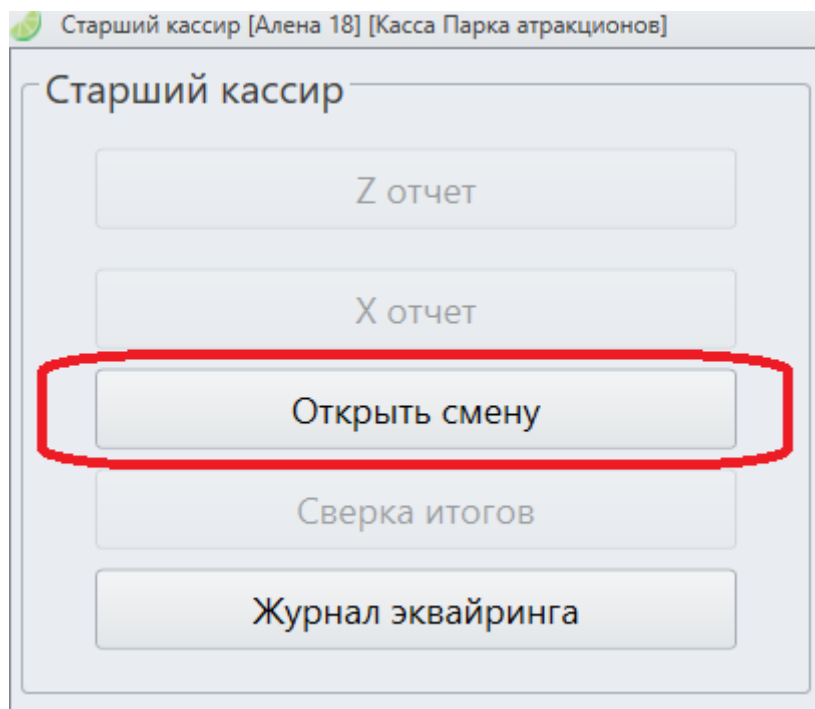 Старший кассир [Алена 18] [Касса Парка атракционов]
Старший кассир
Z отчет
X отчет
Открыть смену
Сверка итогов
Журнал эквайринга